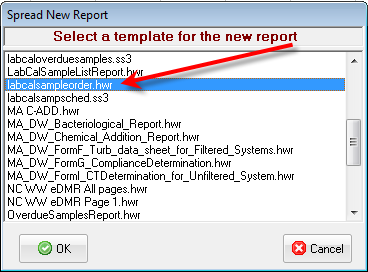 Spread New Report
Select a template for the new report
labcaloverduesamples.ss3
LabCalSampleListReport.hwr
labcalsampleorder.hwr
labcalsampsched.ss3
MA C-ADD.hwr
MA_DW_Bacteriological_Report.hwr
MA_DW_Chemical_Addition_Report.hwr
MA_DW_FormF_Turb_data_sheet_for_Filtered_Systems.hwr
MA_DW_FormG_ComplianceDetermination.hwr
MA_DW_FormI_CTDetermination_for_Unfiltered_System.hwr
NC WW eDMR All pages.hwr
NC WW eDMR Page 1.hwr
OverdueSamplesReport.hwr
OK
Cancel